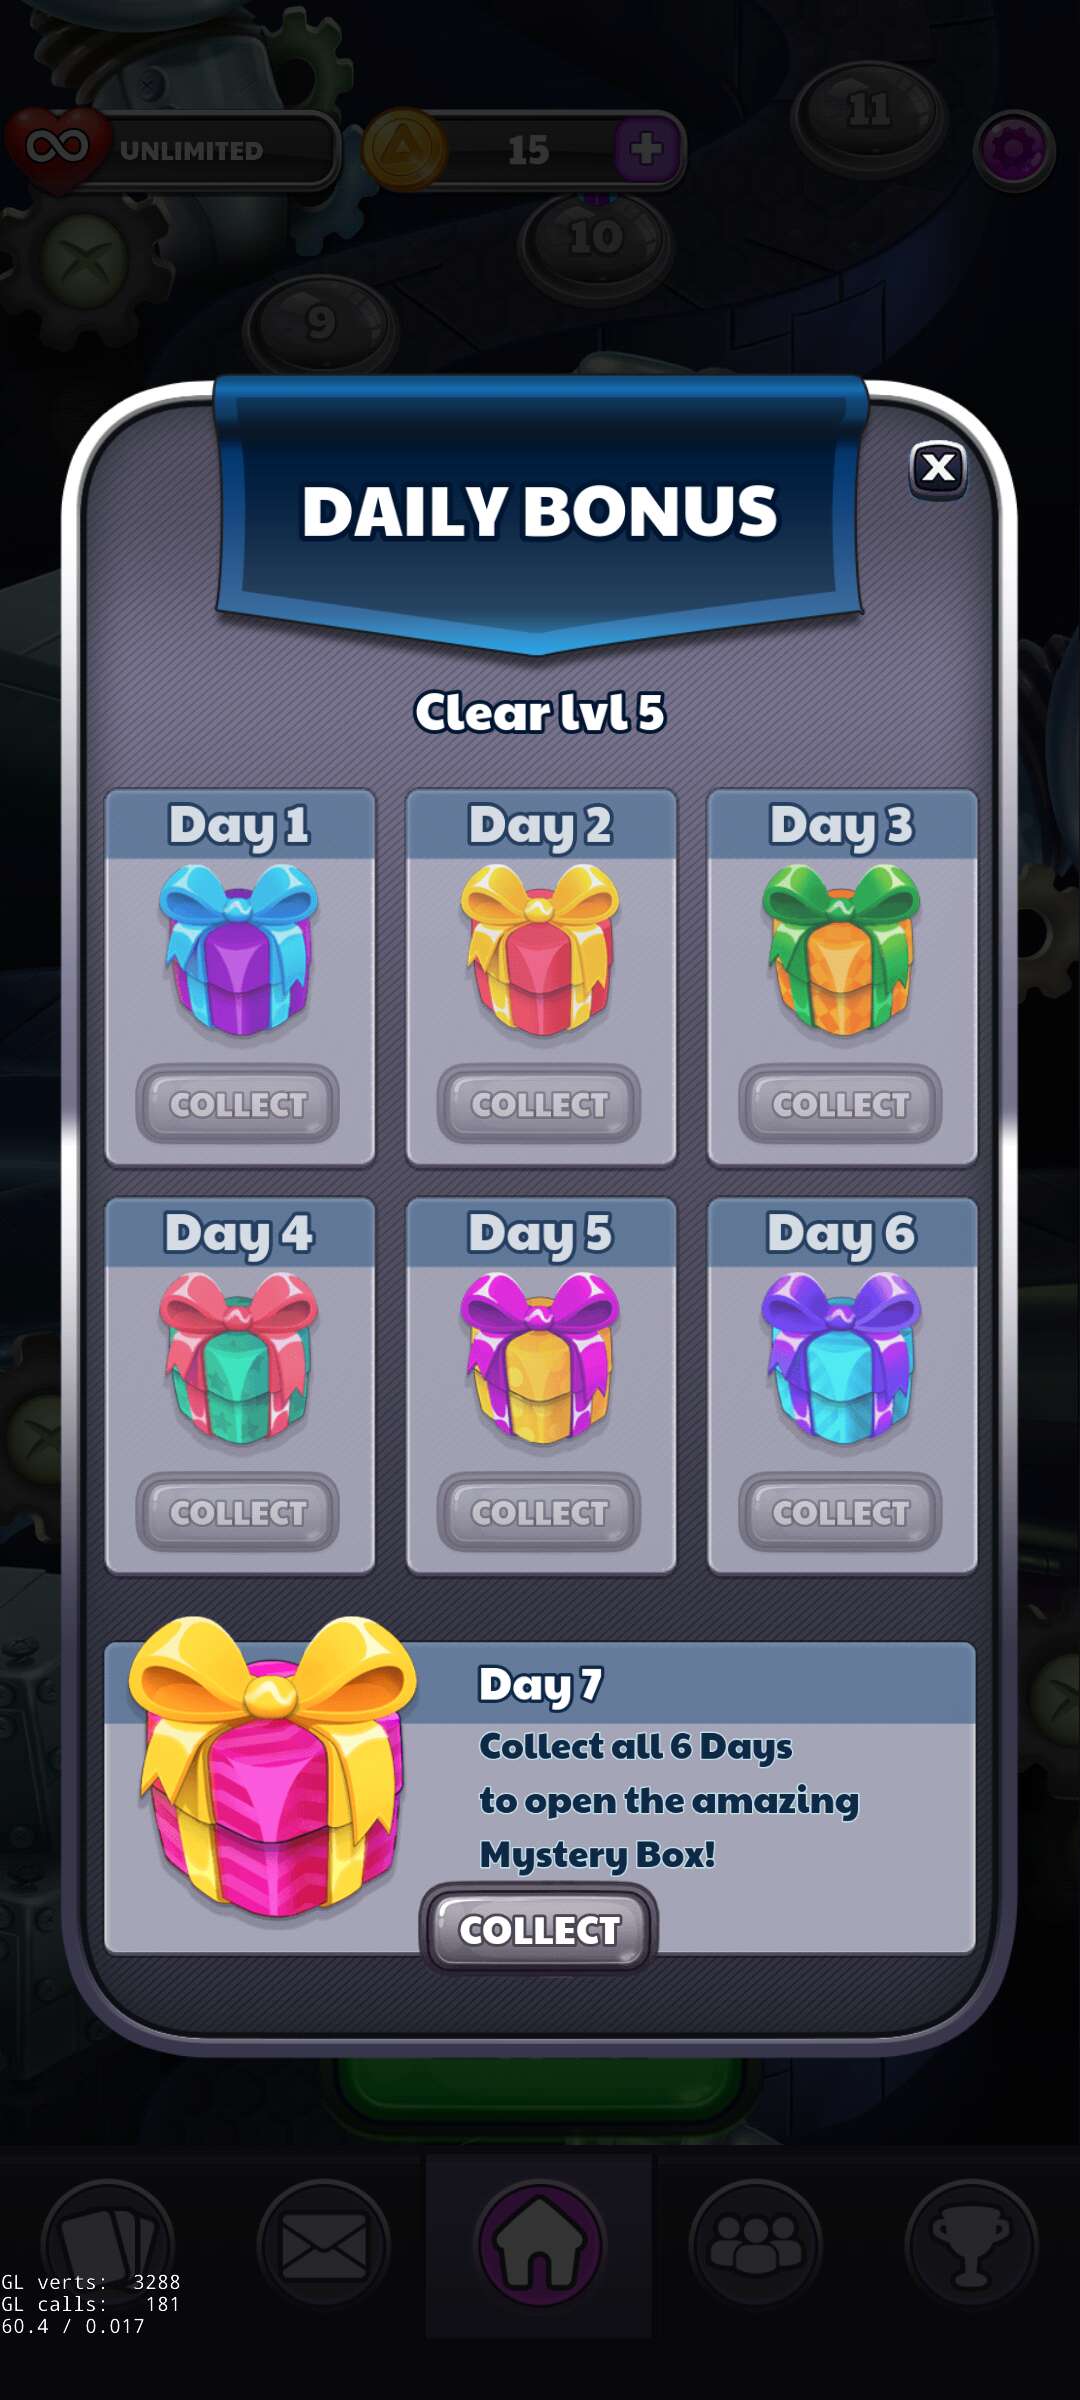 UNLIMITED
15
11
10
9
DAILY BONUS
X
Clear lvl 5
Day 1
Day 2
Day 3
COLLECT
COLLECT
COLLECT
Day 4
Day 5
Day 6
COLLECT
COLLECT
COLLECT
Day 7
Collect all 6 Days
to open the amazing
Mystery Box!
COLLECT
GL verts: 3288
GL calls: 181
60.4 / 0.017